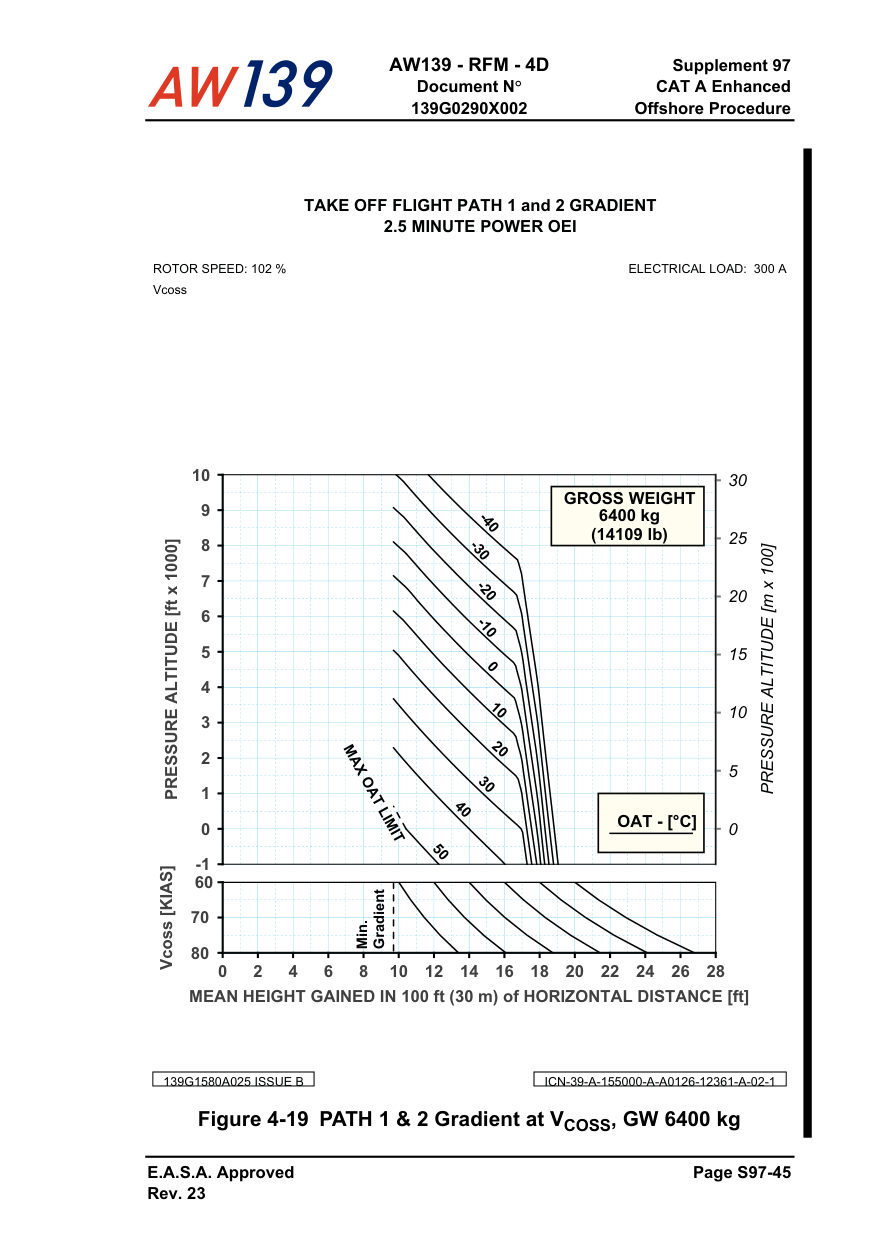 AW139
AW139 - RFM - 4D
Document N°
139G0290X002
Supplement 97
CAT A Enhanced
Offshore Procedure
TAKE OFF FLIGHT PATH 1 and 2 GRADIENT
2.5 MINUTE POWER OEI
ROTOR SPEED: 102 %
ELECTRICAL LOAD: 300 A
Vcoss
PRESSURE ALTITUDE [ft x 1000]
10
9
8
7
6
5
4
3
2
1
0
-1
GROSS WEIGHT
6400 kg
(14109 lb)
-40
-30
-20
-10
0
10
20
30
40
50
MAX OAT LIMIT
OAT - [°C]
30
25
20
15
10
5
0
PRESSURE ALTITUDE [m x 100]
Vcoss [KIAS]
60
70
80
Min.
Gradient
0 2 4 6 8 10 12 14 16 18 20 22 24 26 28
MEAN HEIGHT GAINED IN 100 ft (30 m) of HORIZONTAL DISTANCE [ft]
139G1580A025 ISSUE B
ICN-39-A-155000-A-A0126-12361-A-02-1
Figure 4-19 PATH 1 & 2 Gradient at VCOSS, GW 6400 kg
E.A.S.A. Approved
Rev. 23
Page S97-45